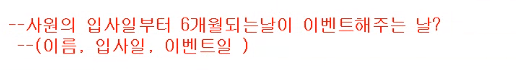 --사원의 입사일부터 6개월되는날이 이벤트해주는 날?
--(이름, 입사일, 이벤트일 )